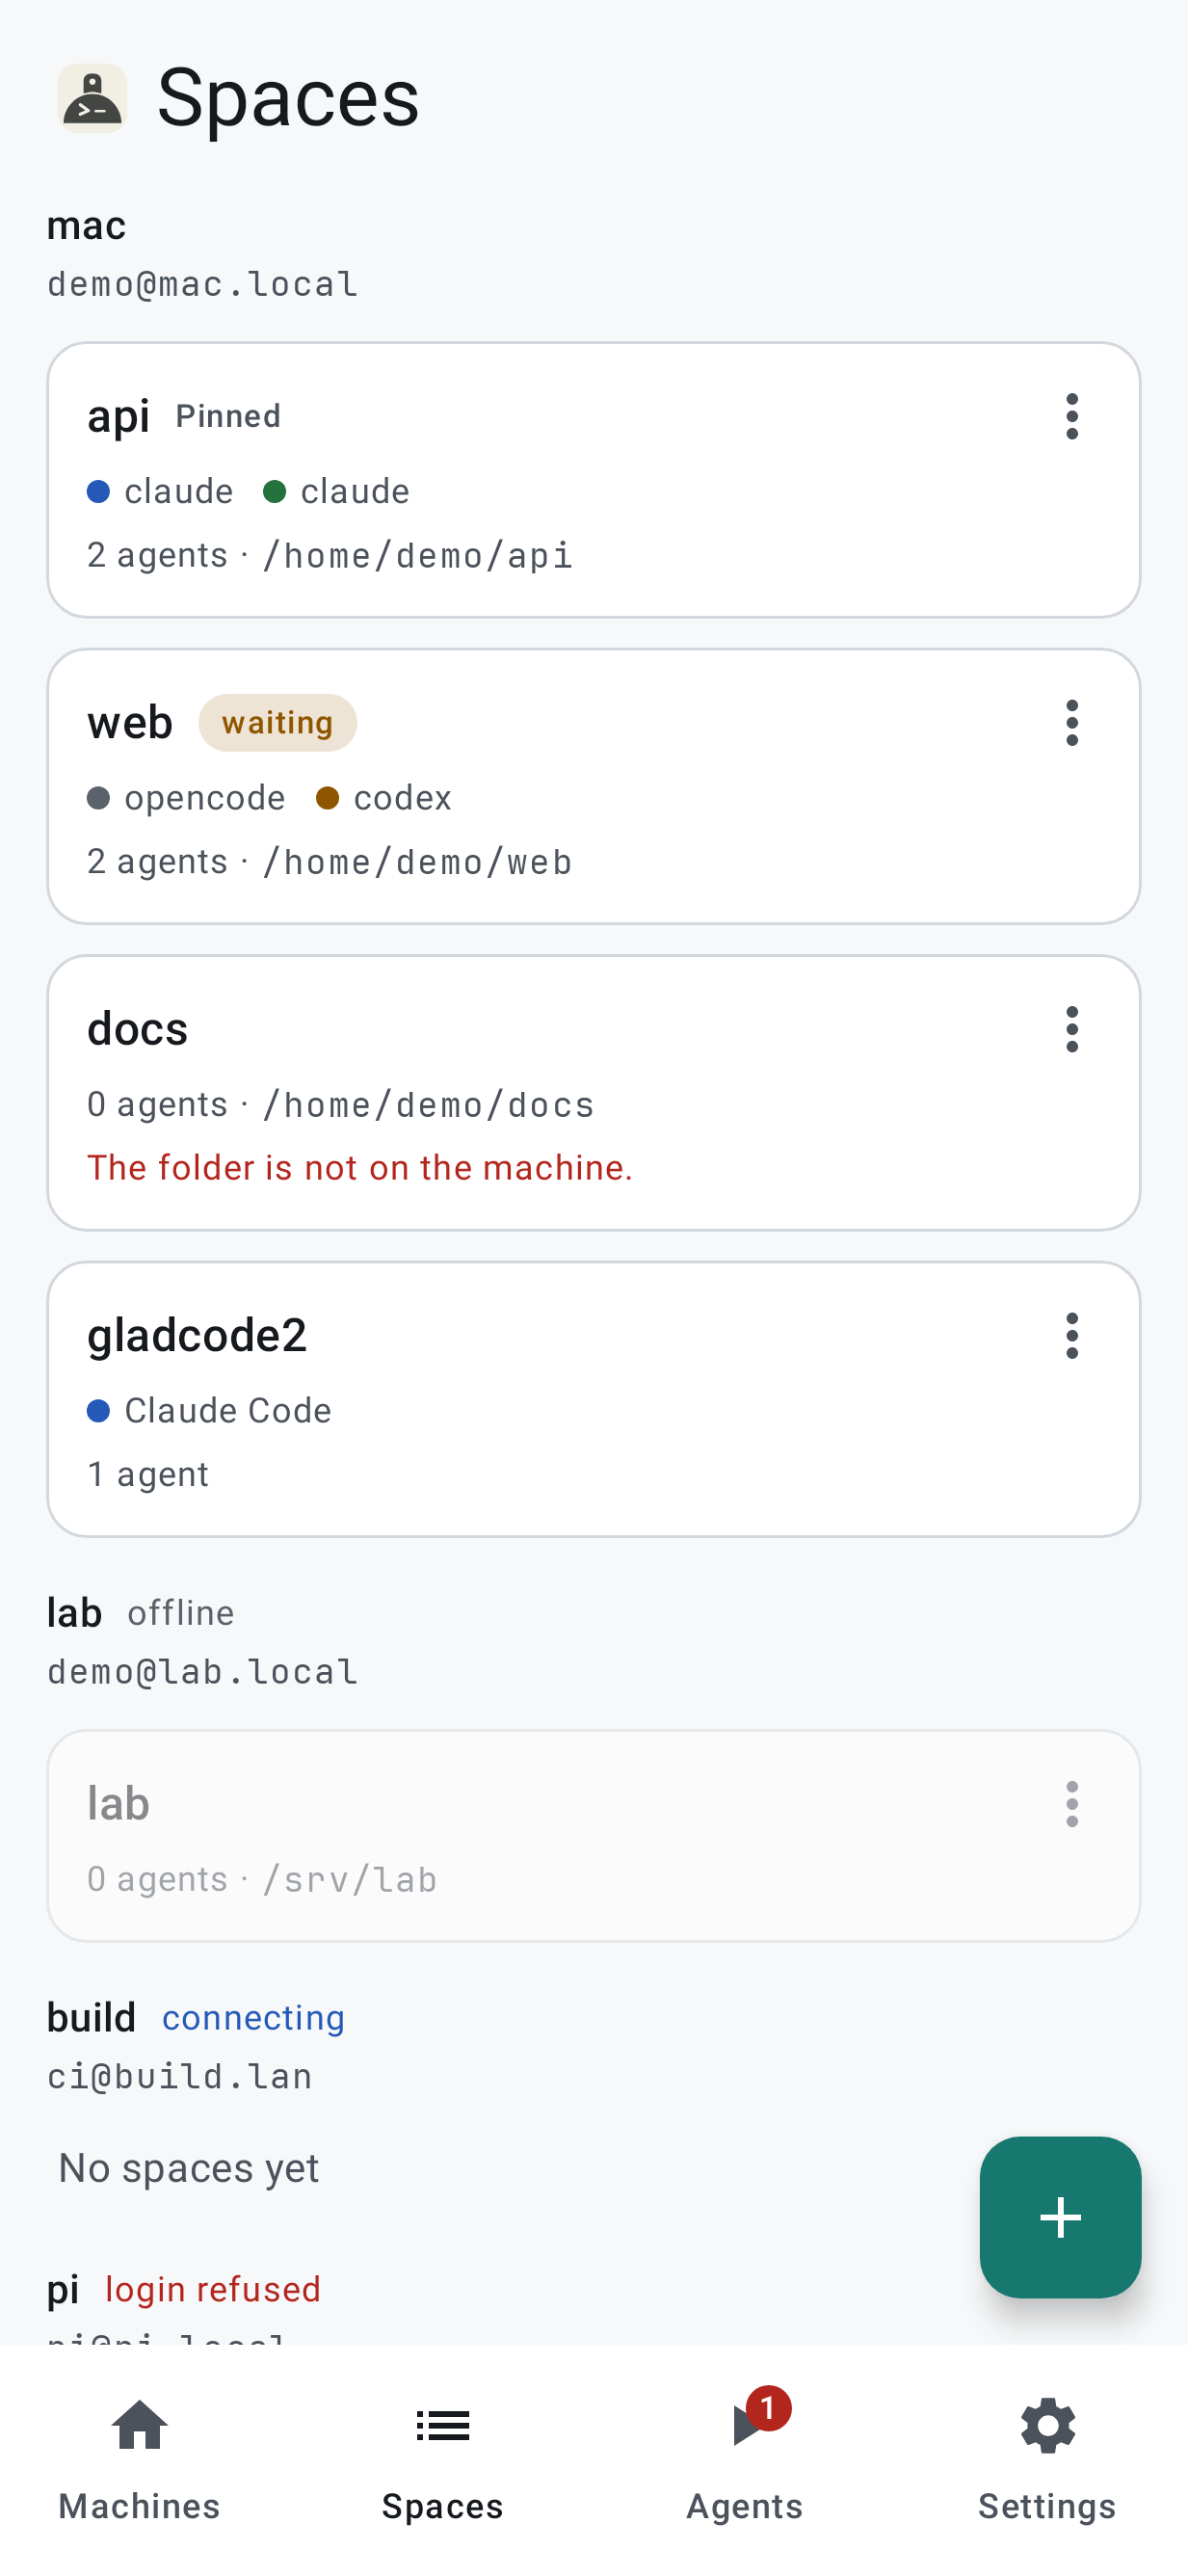 Spaces
mac
demo@mac.local
api Pinned
claude claude
2 agents · /home/demo/api
web waiting
opencode codex
2 agents · /home/demo/web
docs
0 agents · /home/demo/docs
The folder is not on the machine.
gladcode2
Claude Code
1 agent
lab offline
demo@lab.local
lab
0 agents · /srv/lab
build connecting
ci@build.lan
No spaces yet
pi login refused
1
Machines Spaces Agents Settings